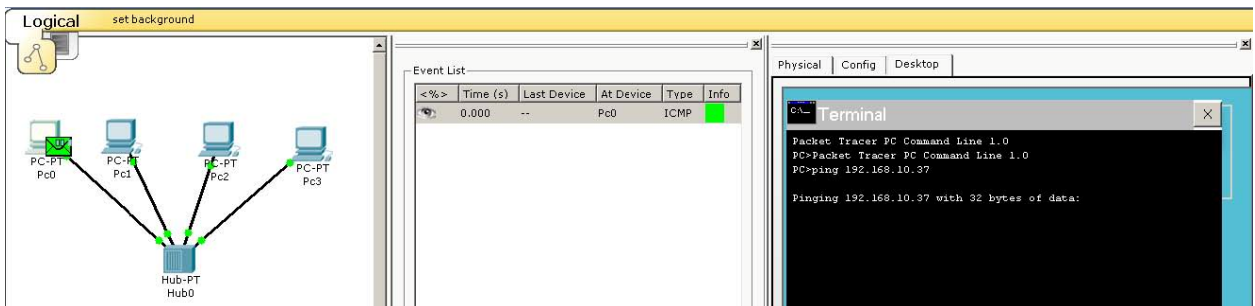 Logical set background
PC-PT
Pc0
PC-PT
Pc1
PC-PT
Pc2
PC-PT
Pc3
Hub-PT
Hub0
Event List
<%> Time (s) Last Device At Device Type Info
0.000 -- Pc0 ICMP
Physical Config Desktop
C:\_ Terminal X
Packet Tracer PC Command Line 1.0
PC>Packet Tracer PC Command Line 1.0
PC>ping 192.168.10.37
Pinging 192.168.10.37 with 32 bytes of data: